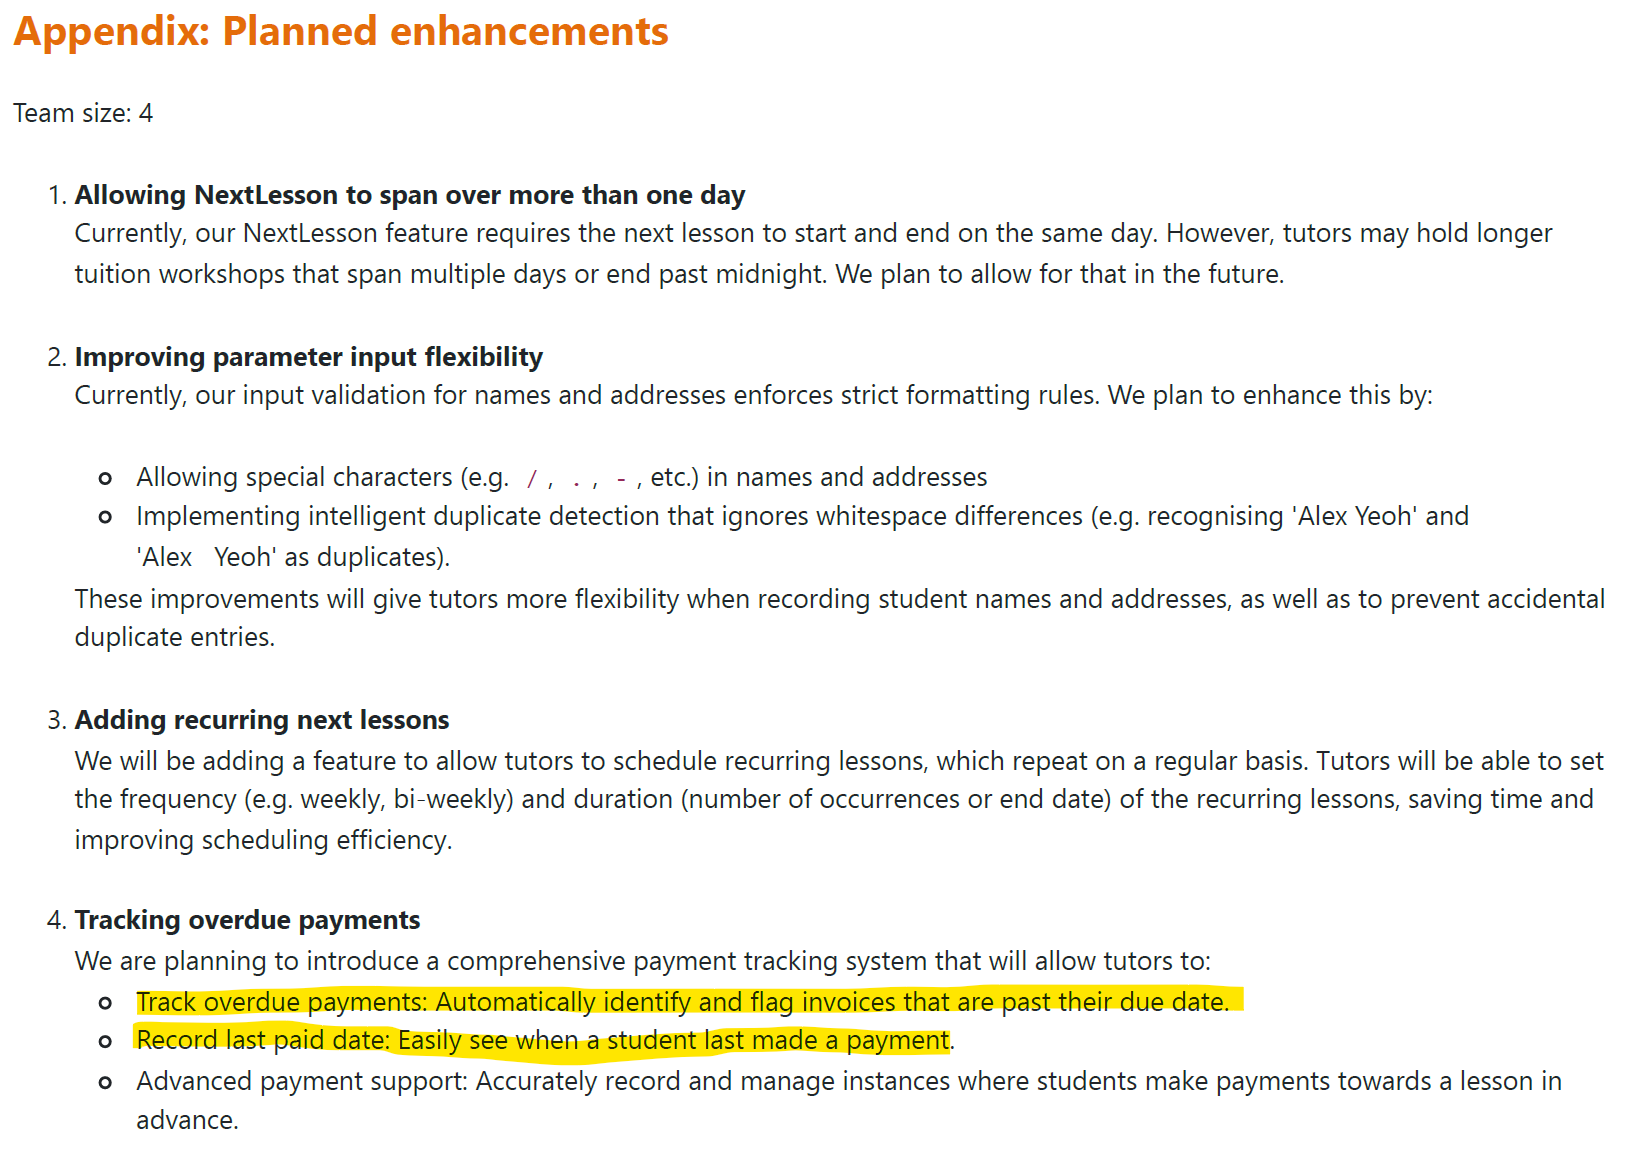 Appendix: Planned enhancements
Team size: 4
1. Allowing NextLesson to span over more than one day
Currently, our NextLesson feature requires the next lesson to start and end on the same day. However, tutors may hold longer
tuition workshops that span multiple days or end past midnight. We plan to allow for that in the future.
2. Improving parameter input flexibility
Currently, our input validation for names and addresses enforces strict formatting rules. We plan to enhance this by:
Allowing special characters (e.g. / , . , - , etc.) in names and addresses
Implementing intelligent duplicate detection that ignores whitespace differences (e.g. recognising 'Alex Yeoh' and
'Alex   Yeoh' as duplicates).
These improvements will give tutors more flexibility when recording student names and addresses, as well as to prevent accidental
duplicate entries.
3. Adding recurring next lessons
We will be adding a feature to allow tutors to schedule recurring lessons, which repeat on a regular basis. Tutors will be able to set
the frequency (e.g. weekly, bi-weekly) and duration (number of occurrences or end date) of the recurring lessons, saving time and
improving scheduling efficiency.
4. Tracking overdue payments
We are planning to introduce a comprehensive payment tracking system that will allow tutors to:
Track overdue payments: Automatically identify and flag invoices that are past their due date.
Record last paid date: Easily see when a student last made a payment.
Advanced payment support: Accurately record and manage instances where students make payments towards a lesson in
advance.